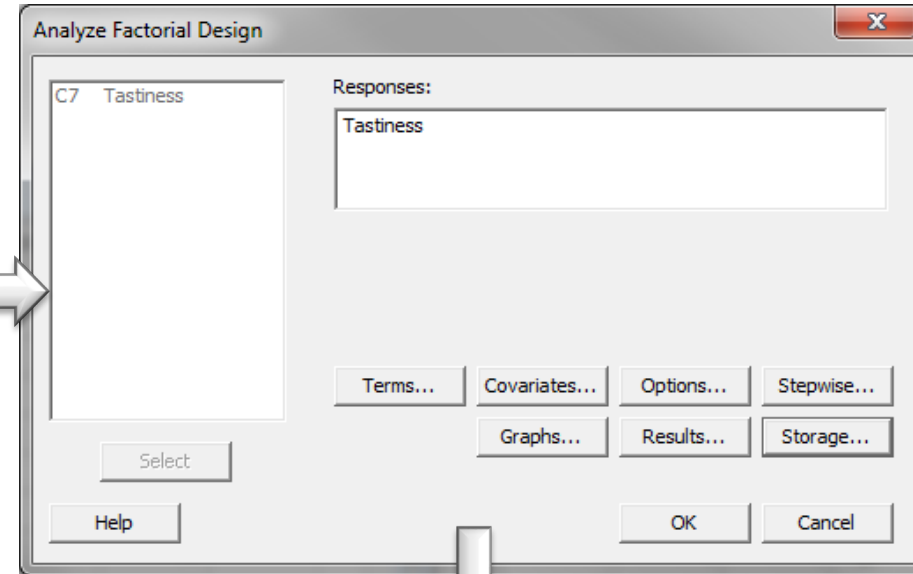 Analyze Factorial Design
C7 Tastiness
Responses:
Tastiness
Terms... Covariates... Options... Stepwise...
Graphs... Results... Storage...
Select
Help OK Cancel